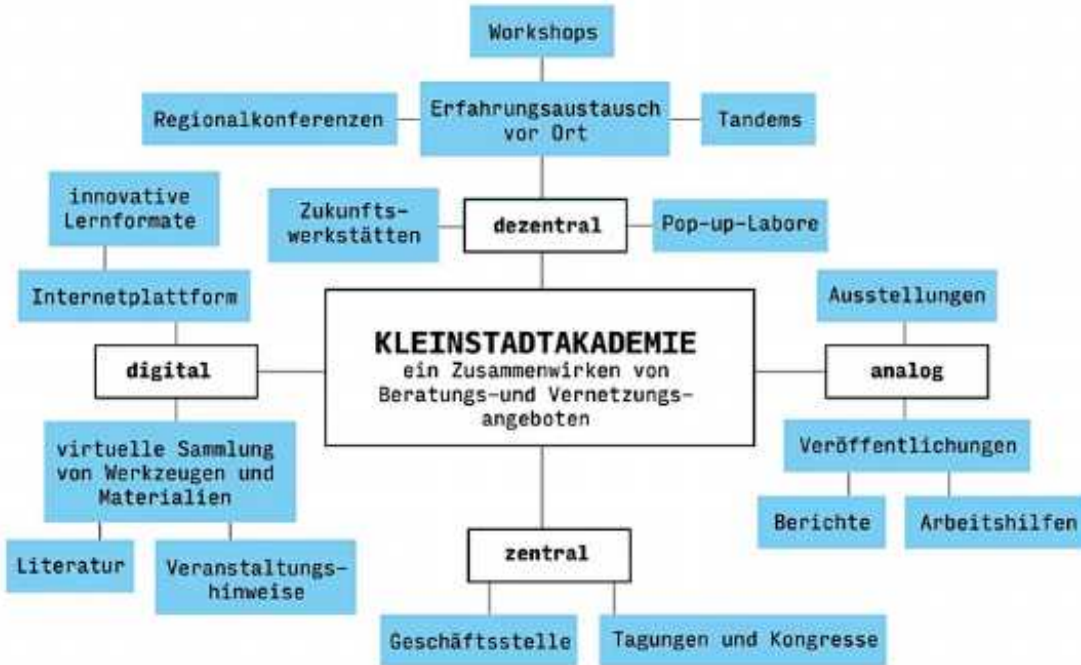 Workshops
Regionalkonferenzen
Erfahrungsaustausch
vor Ort
Tandems
innovative
Lernformate
Zukunfts-
werkstätten
dezentral
Pop-up-Labore
Internetplattform
Ausstellungen
KLEINSTADTAKADEMIE
ein Zusammenwirken von
Beratungs-und Vernetzungs-
angeboten
digital
analog
virtuelle Sammlung
von Werkzeugen und
Materialien
Veröffentlichungen
Literatur
Veranstaltungs-
hinweise
zentral
Berichte
Arbeitshilfen
Geschäftsstelle
Tagungen und Kongresse